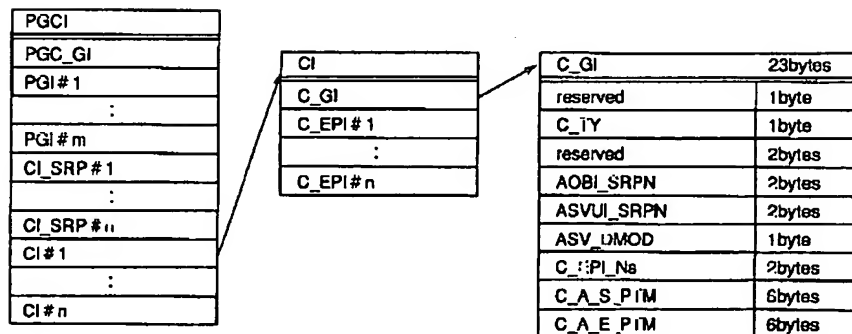 PGCI
PGC_GI
PGI#1
:
PGI#m
CI_SRP#1
:
CI_SRP#n
CI#1
:
CI#n
CI
C_GI
C_EPI#1
:
C_EPI#n
C_GI 23bytes
reserved 1byte
C_TY 1byte
reserved 2bytes
AOBI_SRPN 2bytes
ASVUI_SRPN 2bytes
ASV_DMOD 1byte
C_EPI_Ns 2bytes
C_A_S_PTM 6bytes
C_A_E_PTM 6bytes